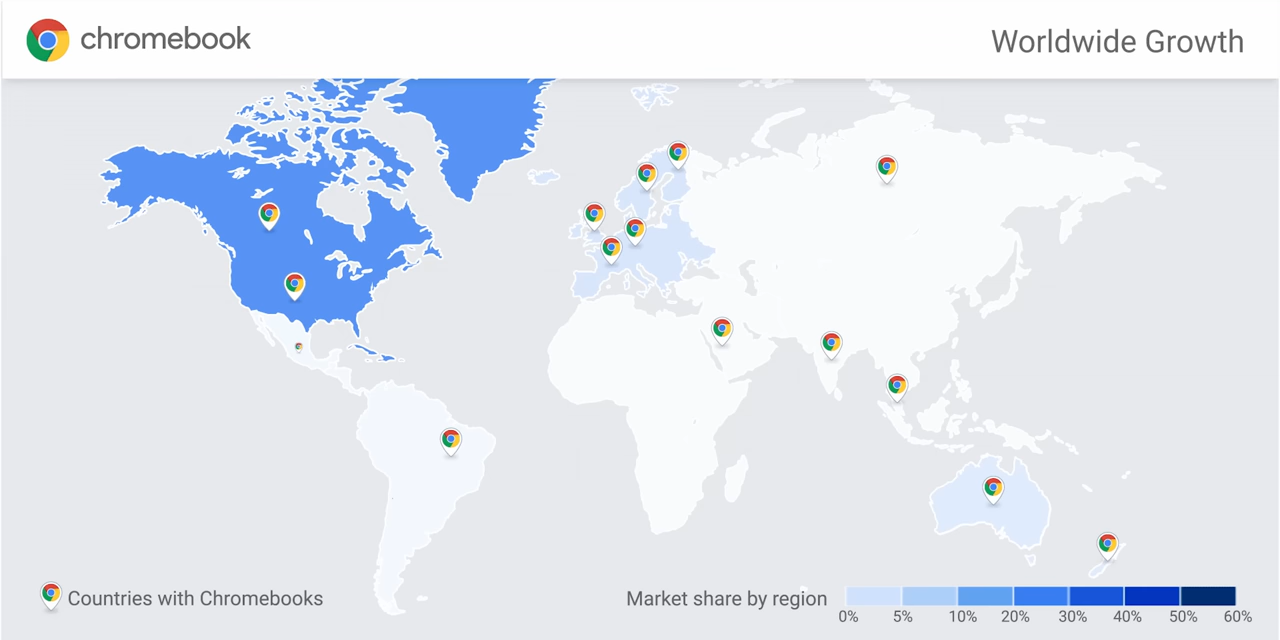 chromebook
Worldwide Growth
Countries with Chromebooks
Market share by region
0% 5% 10% 20% 30% 40% 50% 60%